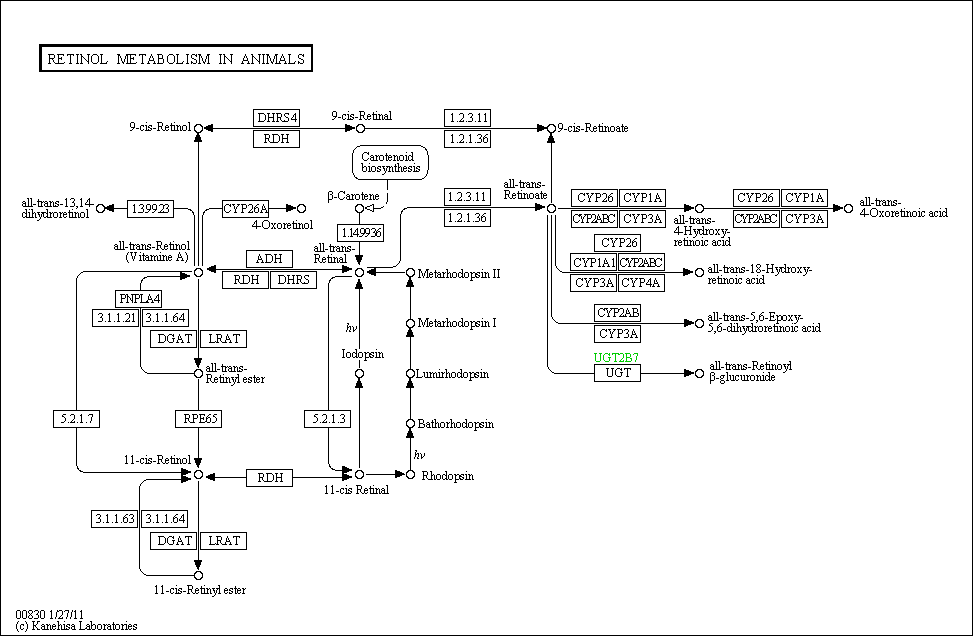 RETINOL METABOLISM IN ANIMALS
9-cis-Retinol
DHRS4
RDH
9-cis-Retinal
1.2.3.11
1.2.1.36
9-cis-Retinoate
Carotenoid
biosynthesis
β-Carotene
1.14.99.36
all-trans-13,14-
dihydroretinol
1.3.99.23
CYP26A
4-Oxoretinol
all-trans-
Retinal
1.2.3.11
1.2.1.36
all-trans-
Retinoate
CYP26
CYP1A
CYP2ABC
CYP3A
all-trans-
4-Hydroxy-
retinoic acid
CYP26
CYP1A
CYP2ABC
CYP3A
all-trans-
4-Oxoretinoic acid
all-trans-Retinol
(Vitamine A)
ADH
RDH
DHRS
Metarhodopsin II
CYP26
CYP1A1
CYP2ABC
CYP3A
CYP4A
all-trans-18-Hydroxy-
retinoic acid
PNPLA4
3.1.1.21
3.1.1.64
DGAT
LRAT
hν
Metarhodopsin I
CYP2AB
CYP3A
all-trans-5,6-Epoxy-
5,6-dihydroretinoic acid
Iodopsin
all-trans-
Retinyl ester
Lumirhodopsin
UGT2B7
UGT
all-trans-Retinoyl
β-glucuronide
5.2.1.7
RPE65
5.2.1.3
Bathorhodopsin
hν
11-cis-Retinol
RDH
11-cis Retinal
Rhodopsin
3.1.1.63
3.1.1.64
DGAT
LRAT
11-cis-Retinyl ester
00830 1/27/11
(c) Kanehisa Laboratories